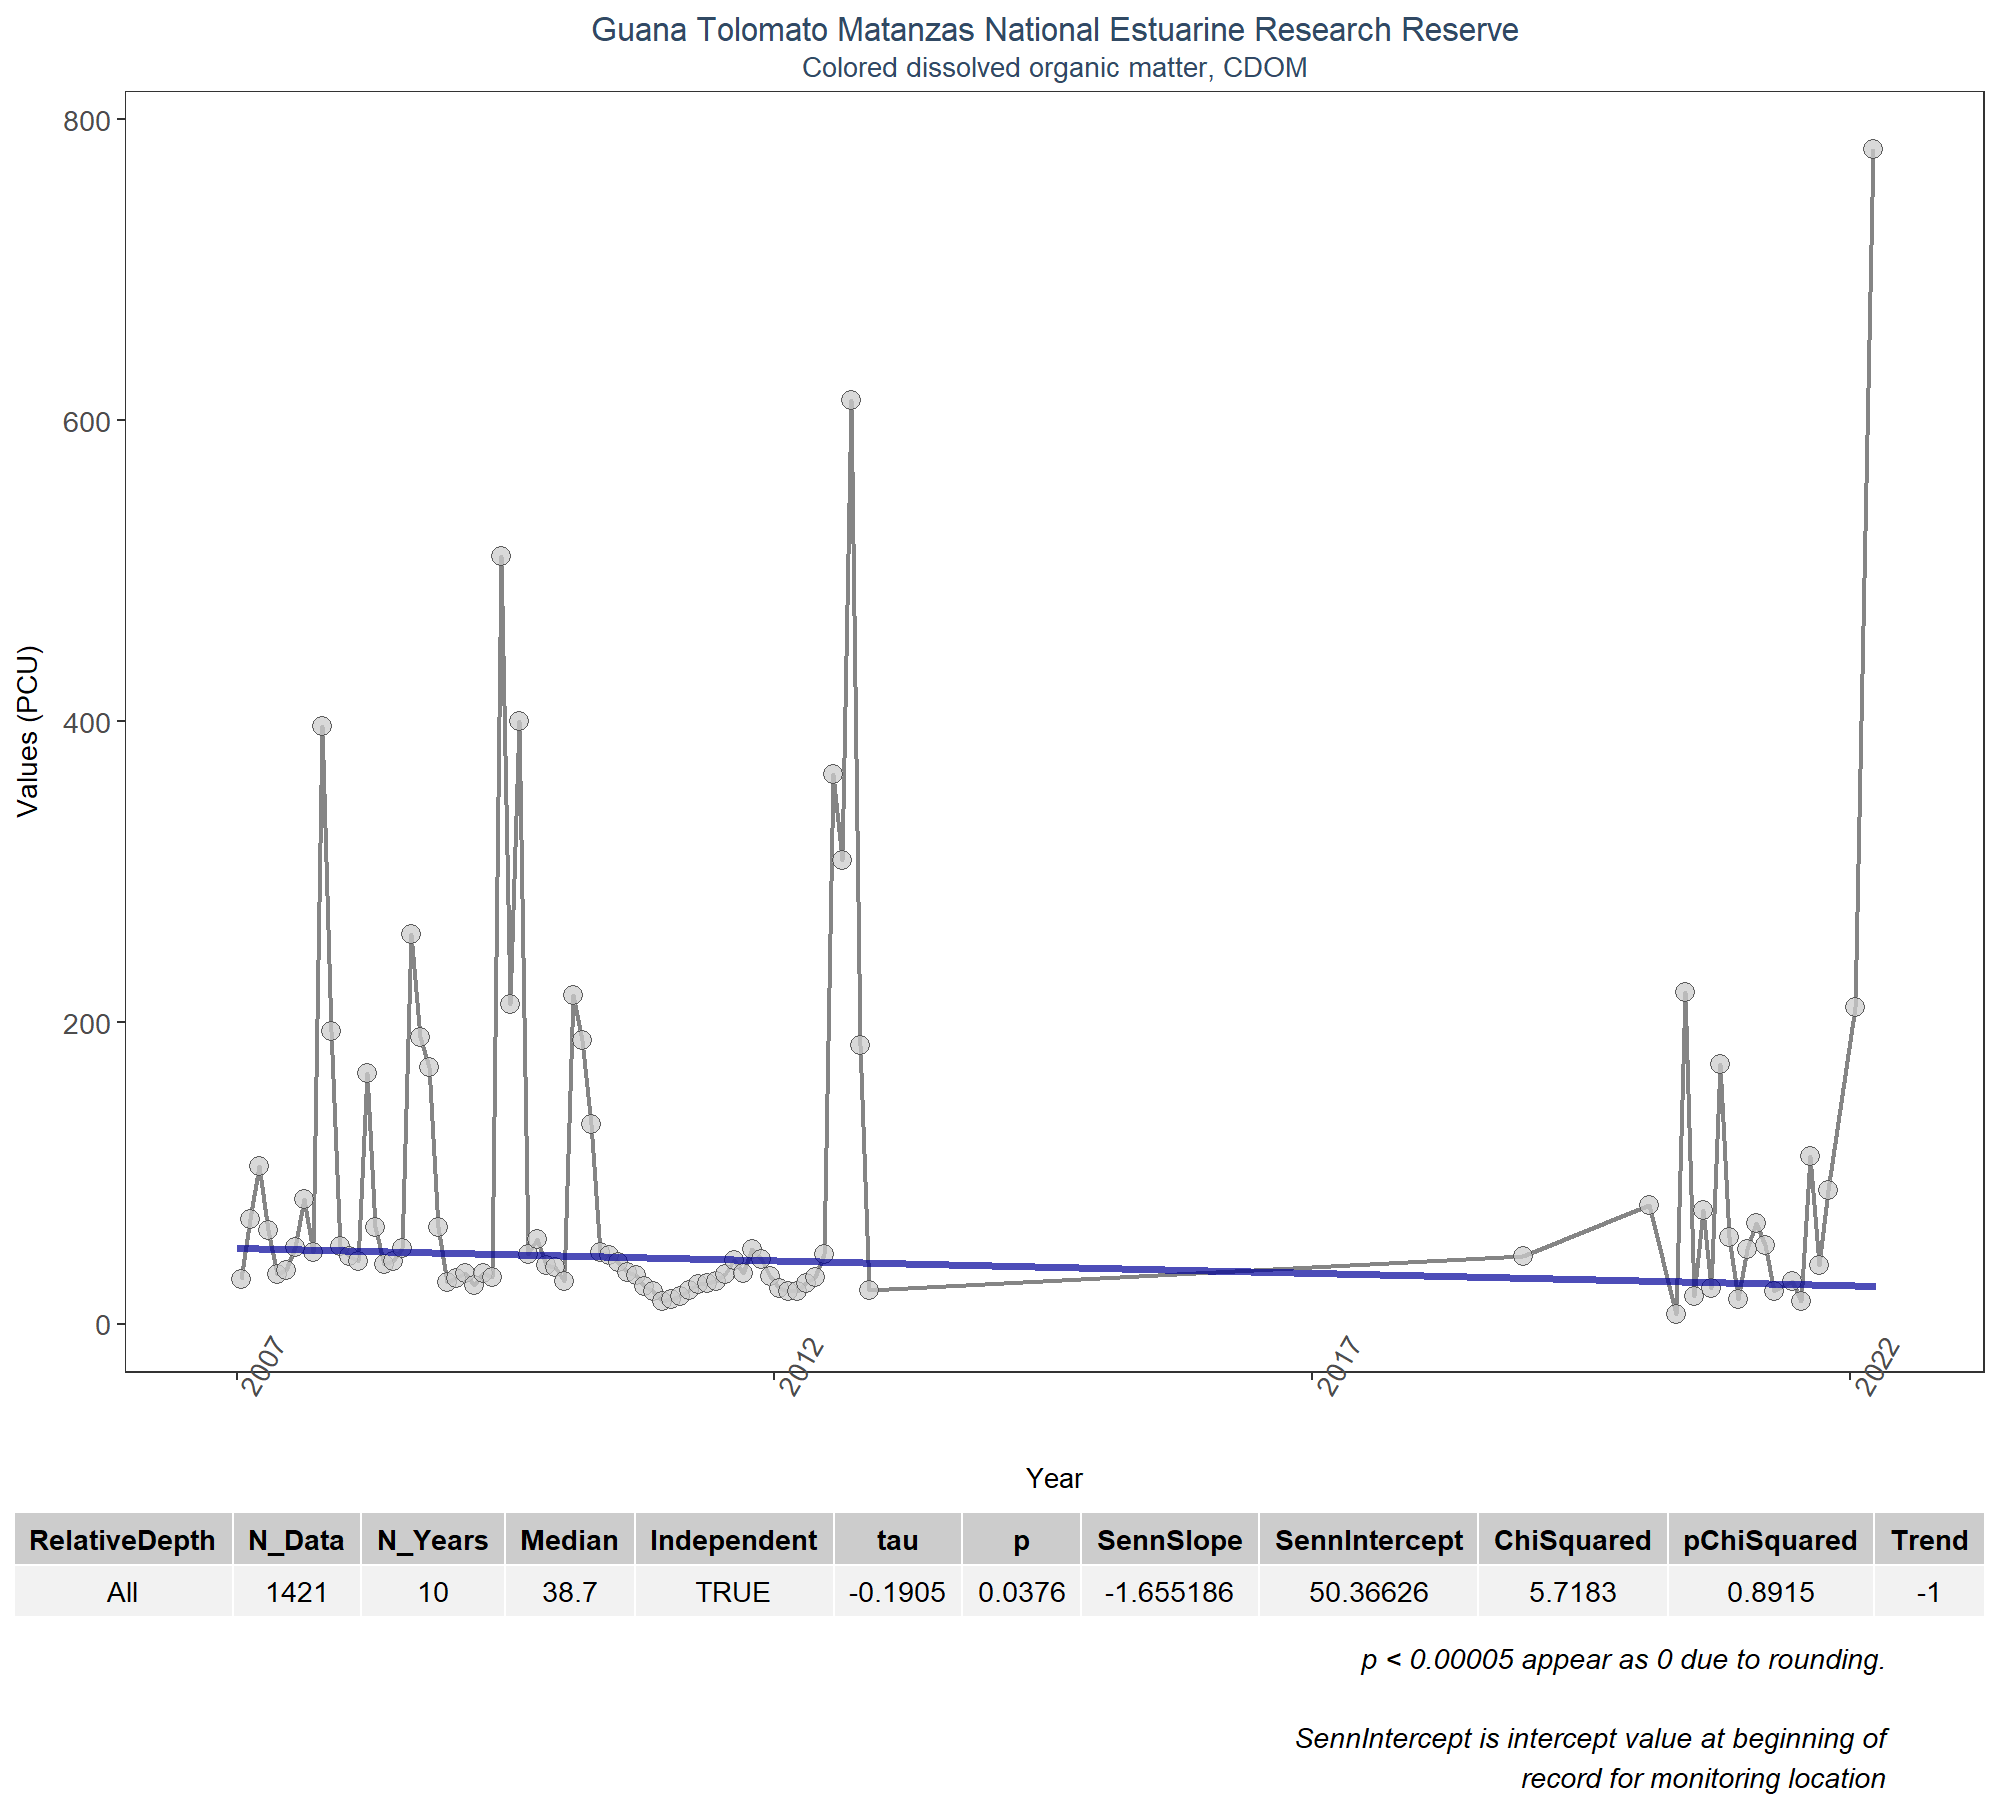 Guana Tolomato Matanzas National Estuarine Research Reserve
Colored dissolved organic matter, CDOM
800
600
400
200
0
Values (PCU)
2007
2012
2017
2022
Year
RelativeDepth N_Data N_Years Median Independent tau p SennSlope SennIntercept ChiSquared pChiSquared Trend
All 1421 10 38.7 TRUE -0.1905 0.0376 -1.655186 50.36626 5.7183 0.8915 -1
p < 0.00005 appear as 0 due to rounding.
SennIntercept is intercept value at beginning of
record for monitoring location